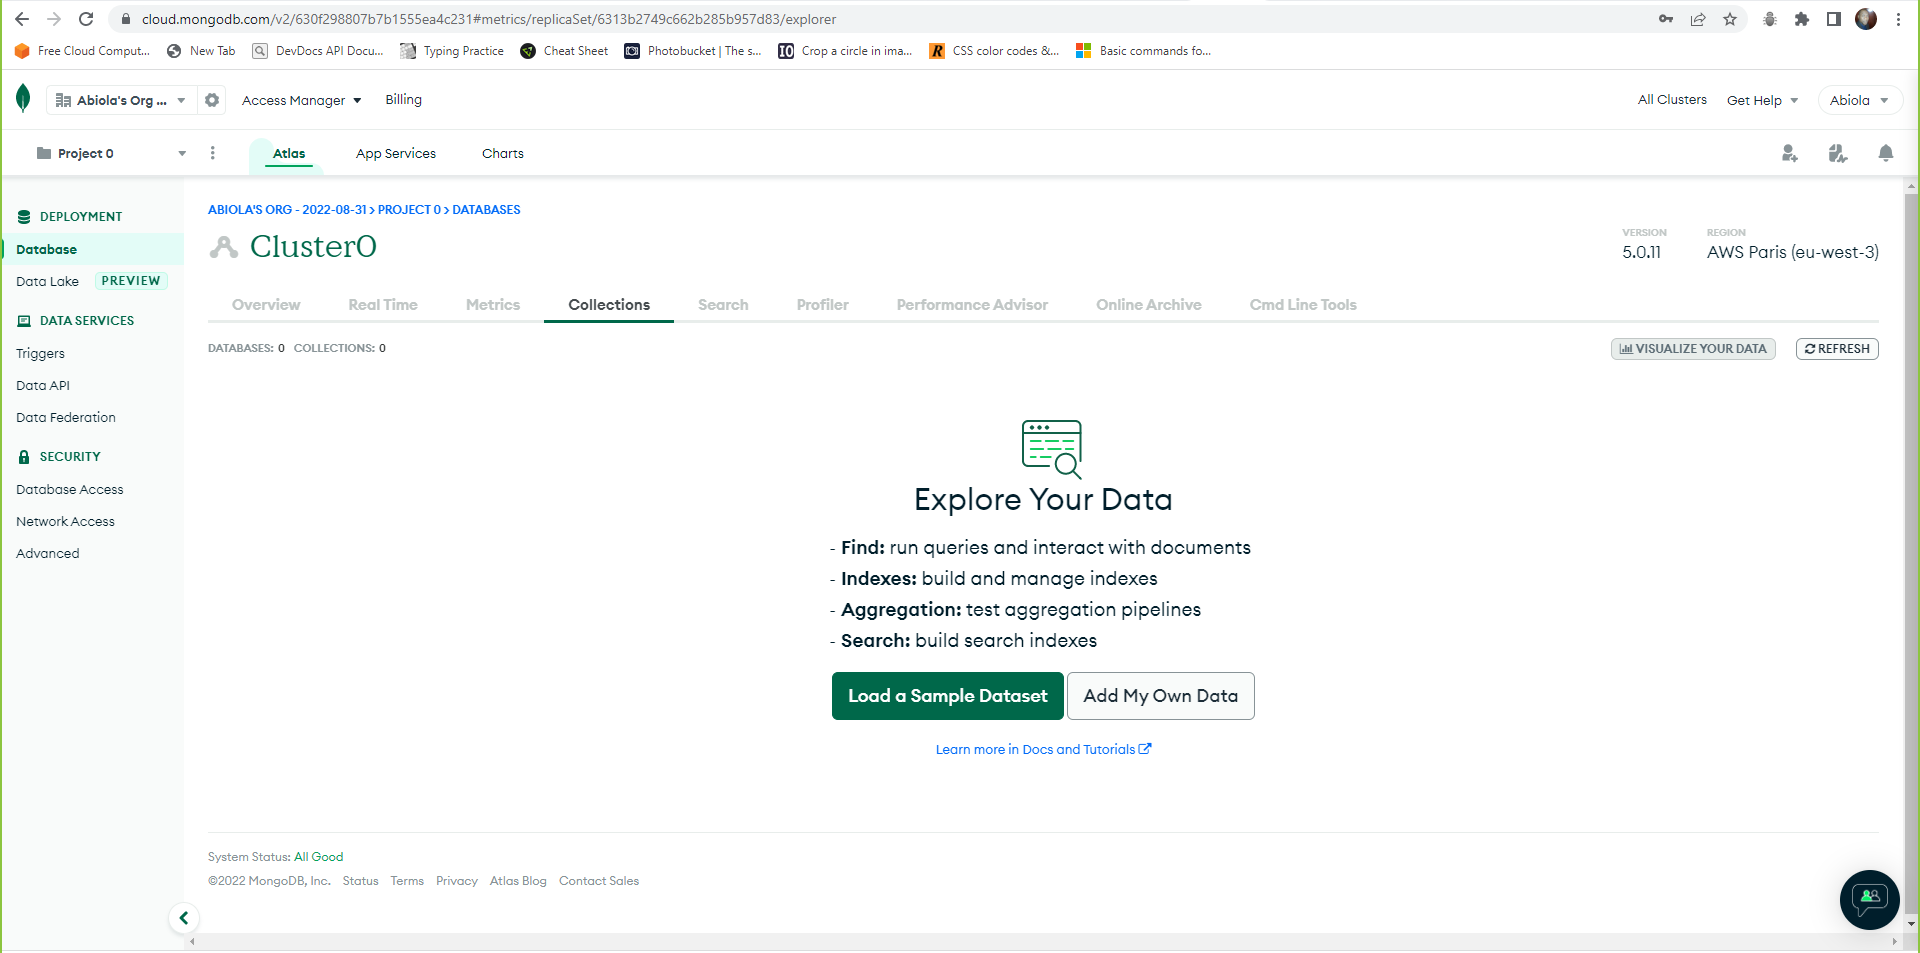 cloud.mongodb.com/v2/630f298807b7b1555ea4c231#metrics/replicaSet/6313b2749c662b285b957d83/explorer
Free Cloud Comput... New Tab DevDocs API Docu... Typing Practice Cheat Sheet Photobucket | The s... IO Crop a circle in ima... R CSS color codes &... Basic commands fo...
Abiola's Org ... Access Manager Billing All Clusters Get Help Abiola
Project 0 Atlas App Services Charts
DEPLOYMENT
Database
Data Lake PREVIEW
DATA SERVICES
Triggers
Data API
Data Federation
SECURITY
Database Access
Network Access
Advanced
ABIOLA'S ORG - 2022-08-31 > PROJECT 0 > DATABASES
Cluster0
VERSION
5.0.11
REGION
AWS Paris (eu-west-3)
Overview Real Time Metrics Collections Search Profiler Performance Advisor Online Archive Cmd Line Tools
DATABASES: 0 COLLECTIONS: 0 VISUALIZE YOUR DATA REFRESH
Explore Your Data
- Find: run queries and interact with documents
- Indexes: build and manage indexes
- Aggregation: test aggregation pipelines
- Search: build search indexes
Load a Sample Dataset Add My Own Data
Learn more in Docs and Tutorials
System Status: All Good
©2022 MongoDB, Inc. Status Terms Privacy Atlas Blog Contact Sales